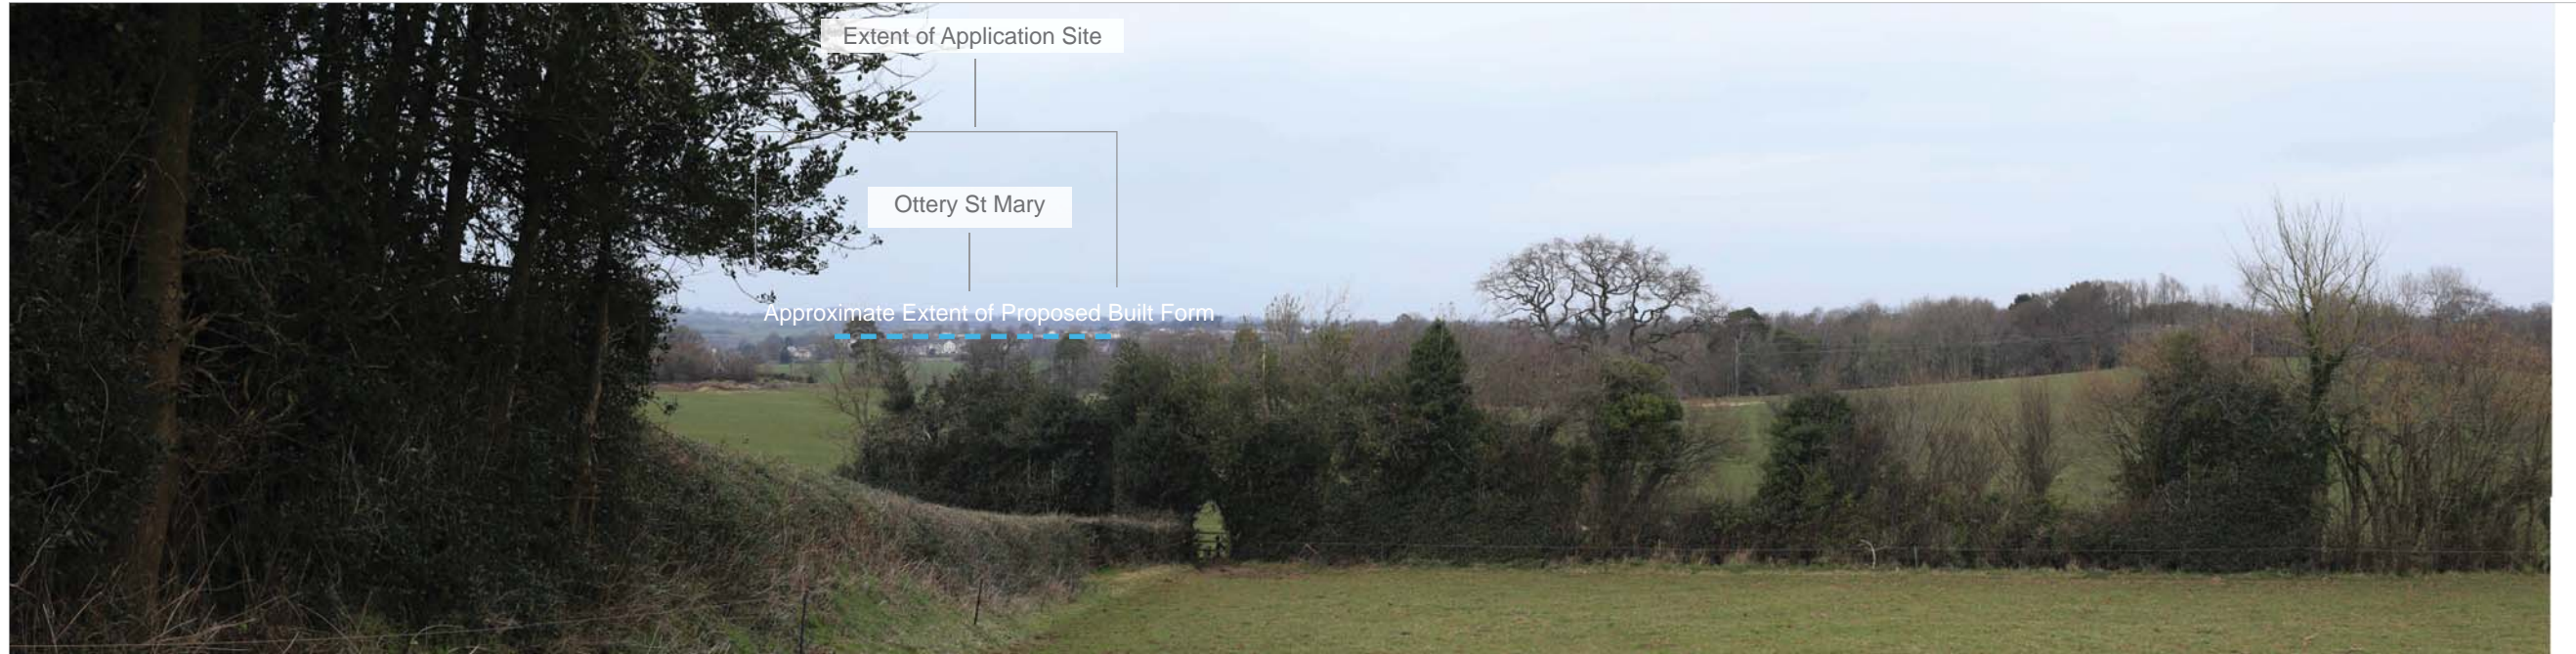 Extent of Application Site
Ottery St Mary
Approximate Extent of Proposed Built Form